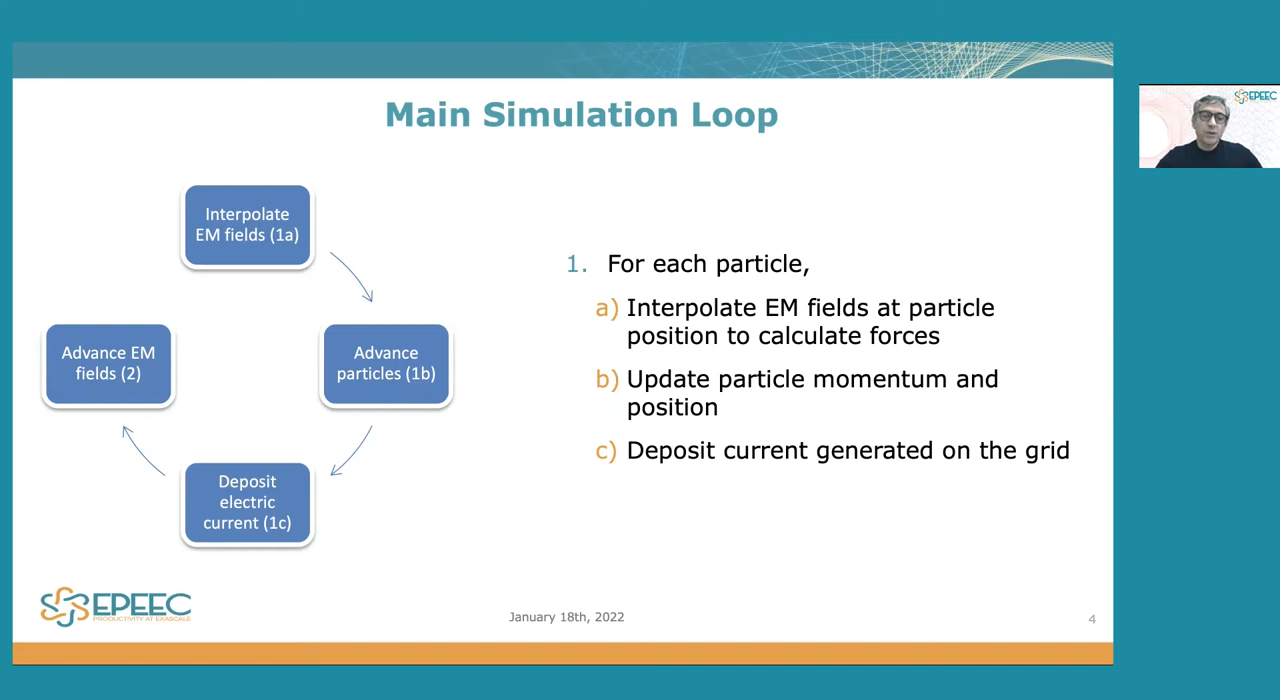 Main Simulation Loop
EPEEC
Interpolate
EM fields (1a)
Advance EM
fields (2)
Advance
particles (1b)
Deposit
electric
current (1c)
1. For each particle,
a) Interpolate EM fields at particle
position to calculate forces
b) Update particle momentum and
position
c) Deposit current generated on the grid
EPEEC
PRODUCTIVITY AT EXASCALE
January 18th, 2022
4